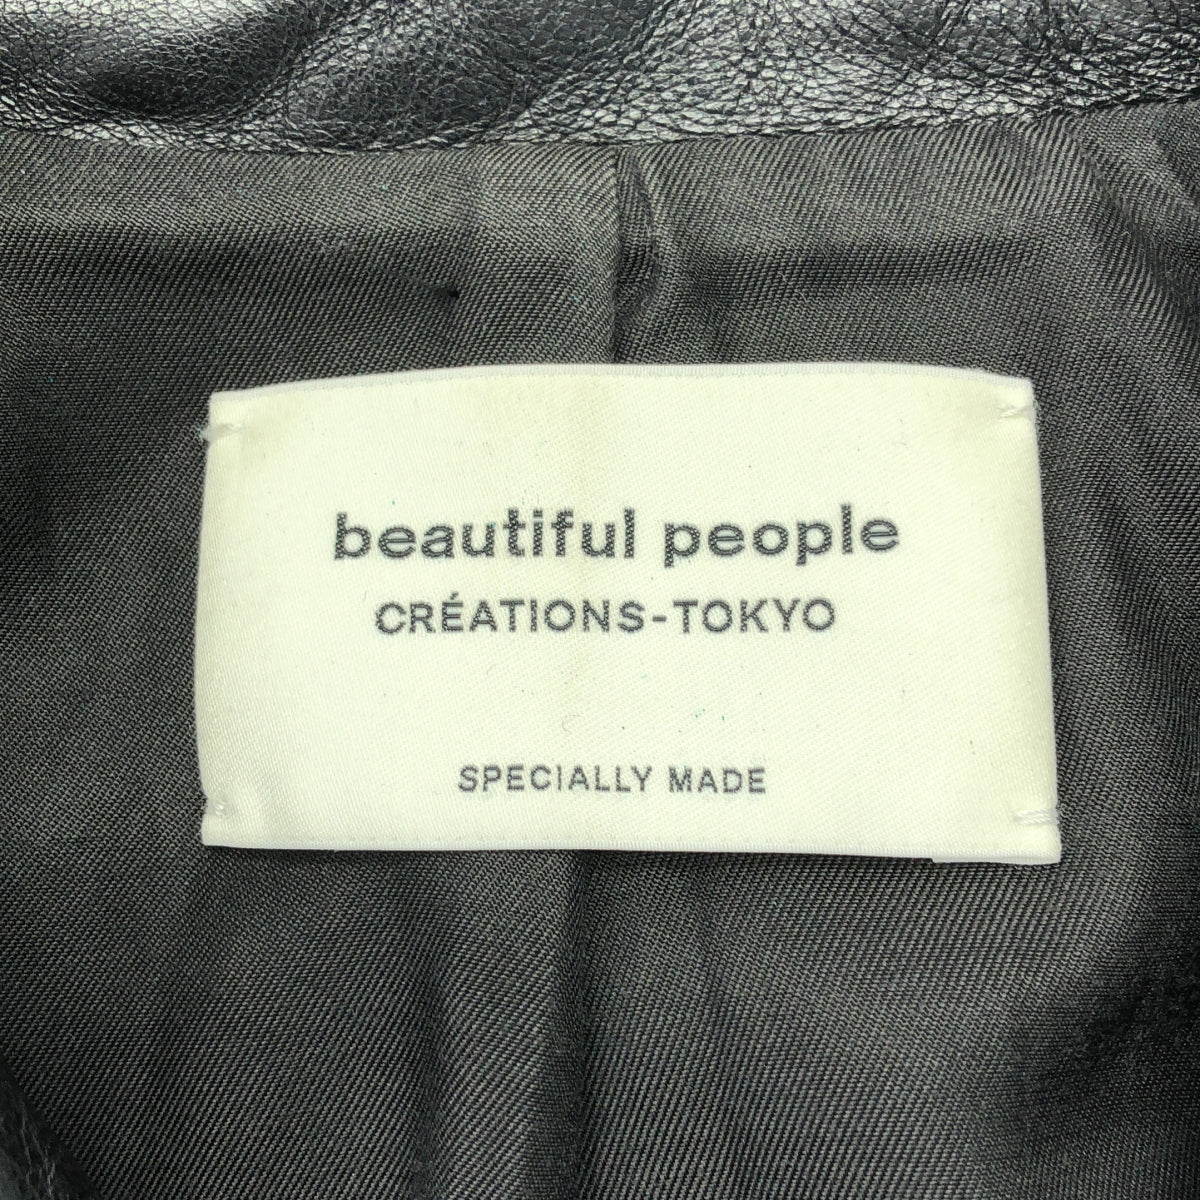 beautiful people
CRÉATIONS-TOKYO
SPECIALLY MADE